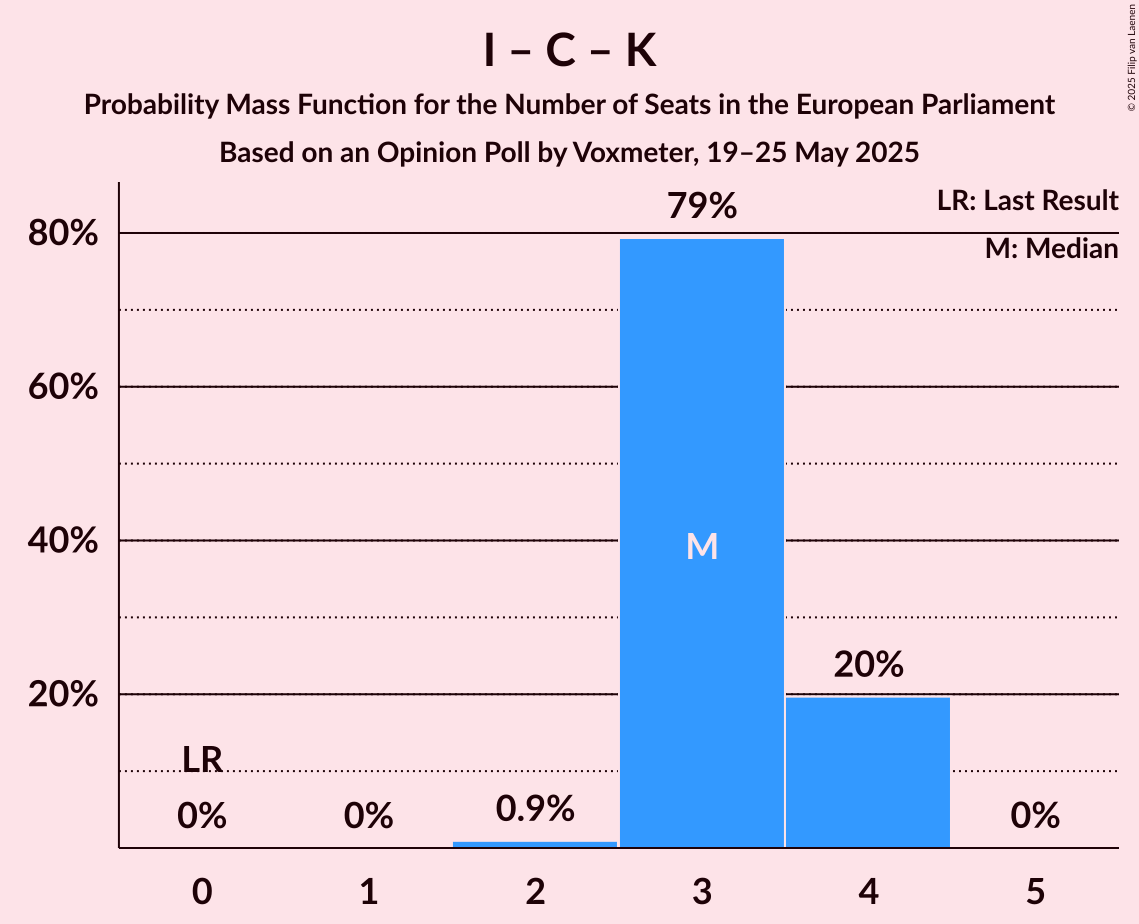 I – C – K
Probability Mass Function for the Number of Seats in the European Parliament
Based on an Opinion Poll by Voxmeter, 19–25 May 2025
© 2025 Filip van Laenen
LR: Last Result
M: Median
80%
60%
40%
20%
79%
M
20%
LR
0%
0%
0.9%
0%
0
1
2
3
4
5